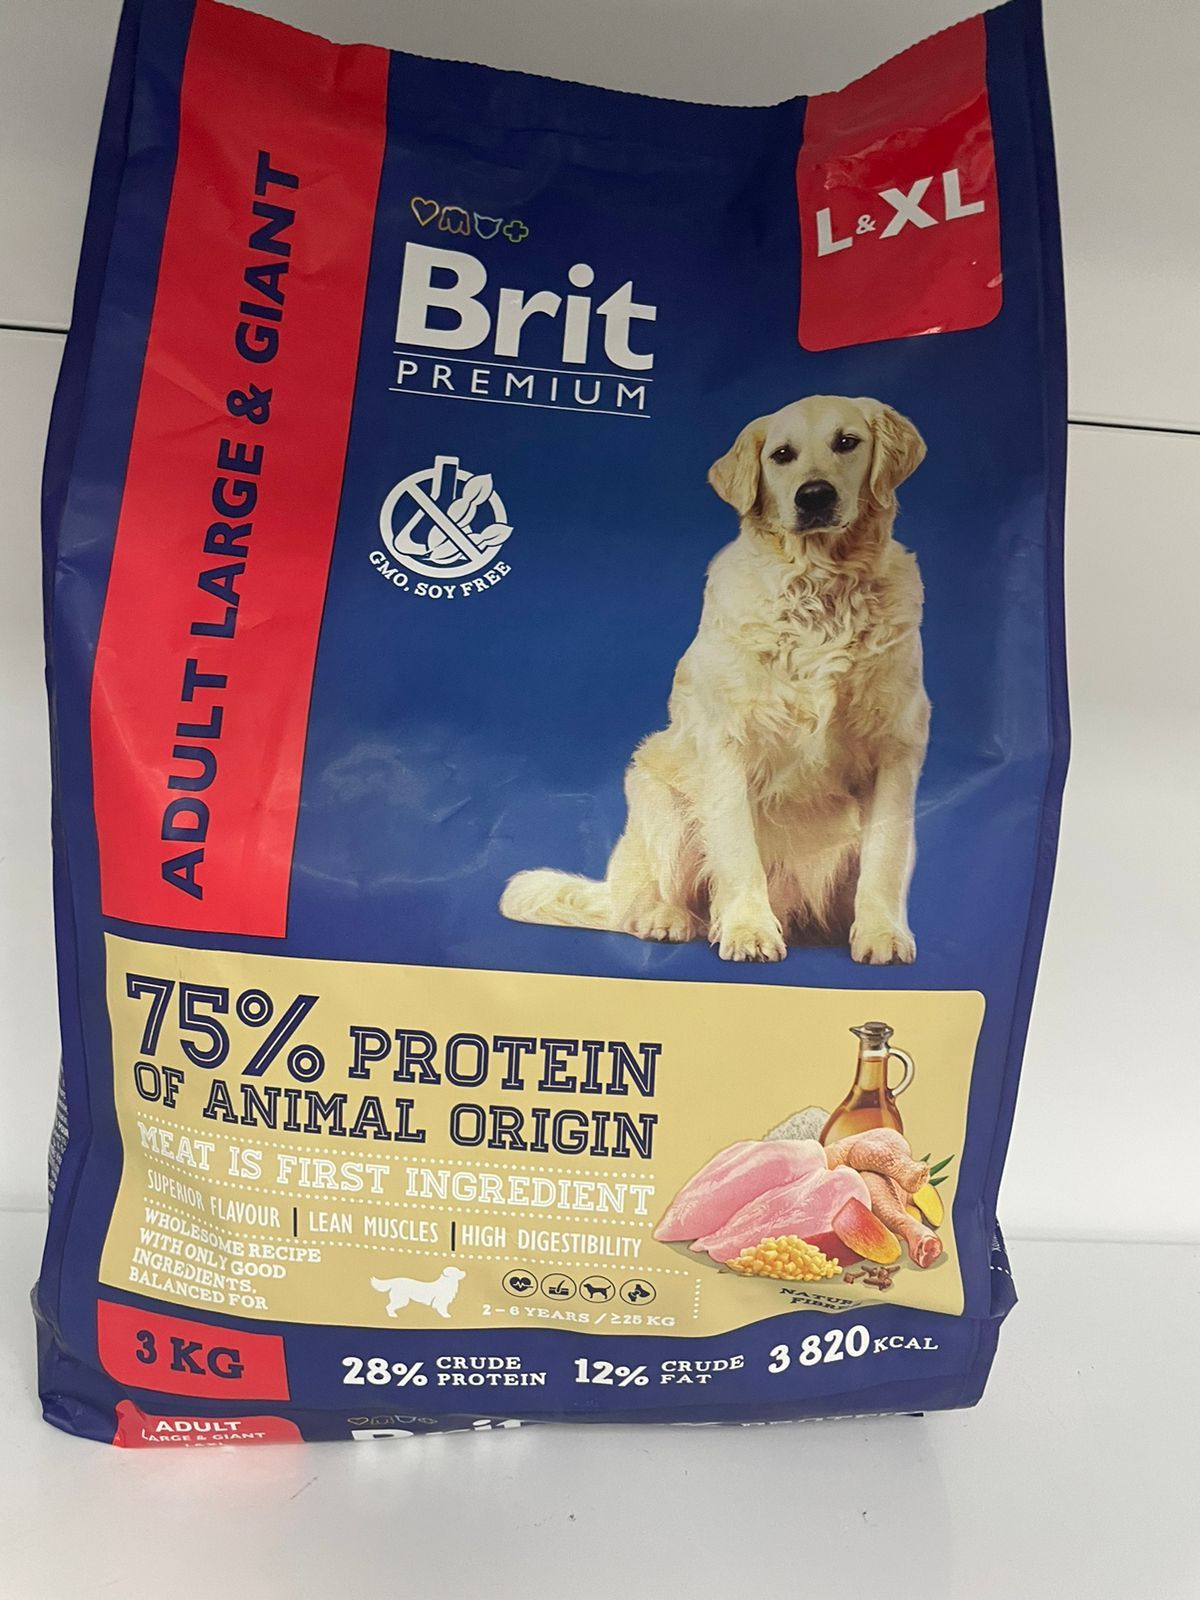 ADULT LARGE & GIANT
L&XL
Brit
PREMIUM
GMO, SOY FREE
75% PROTEIN
OF ANIMAL ORIGIN
MEAT IS FIRST INGREDIENT
SUPERIOR FLAVOUR | LEAN MUSCLES | HIGH DIGESTIBILITY
WHOLESOME RECIPE
WITH ONLY GOOD
INGREDIENTS,
BALANCED FOR
2-6 YEARS / ≥25 KG
3 KG
28% CRUDE PROTEIN
12% CRUDE FAT
3 820 KCAL
ADULT
LARGE & GIANT
Brit